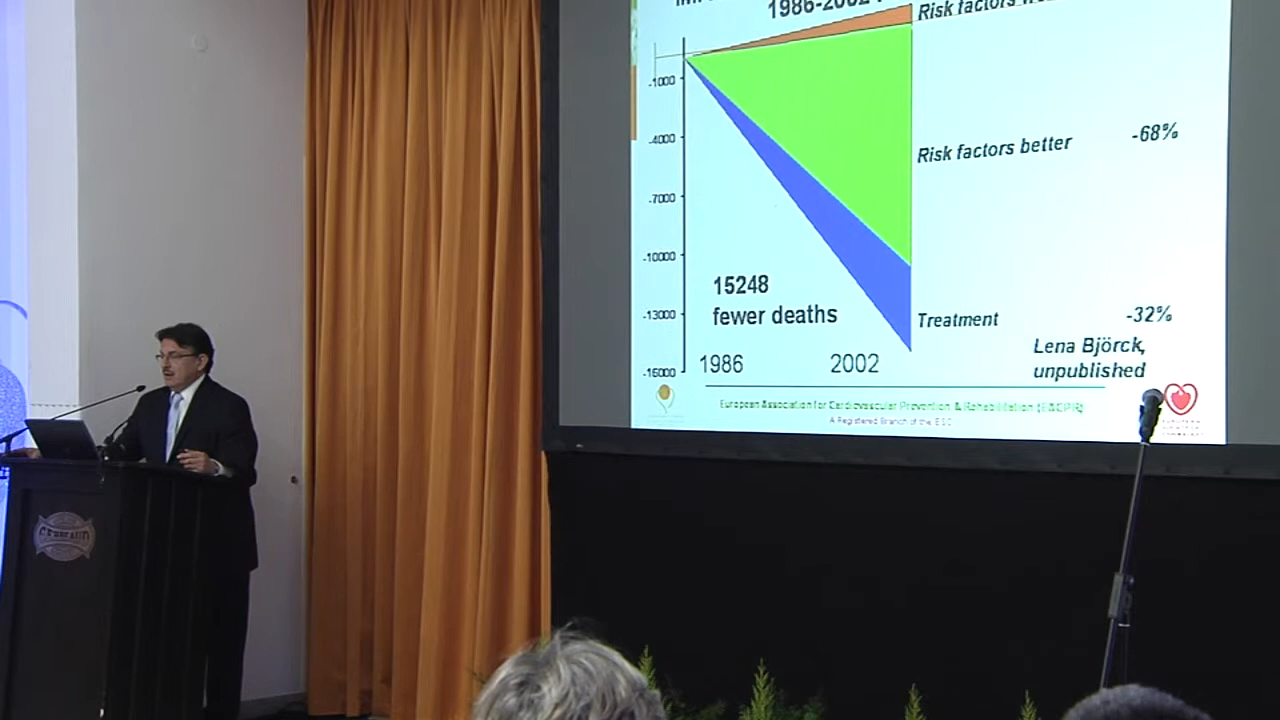 1986-2002
Risk factors
-1000
-4000
Risk factors better -68%
-7000
-10000
15248
fewer deaths
-13000
Treatment -32%
Lena Björck,
unpublished
-16000
1986 2002
European Association for Cardiovascular Prevention & Rehabilitation (EACPR)
A Registered Branch of the ESC